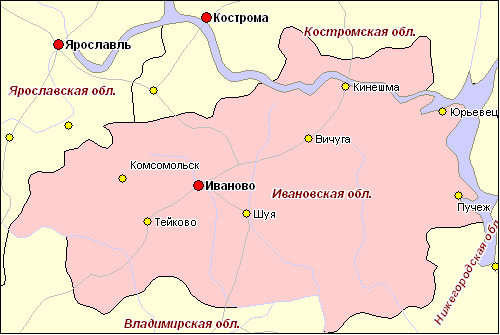 Кострома
Костромская обл.
Ярославль
Ярославская обл.
Кинешма
Юрьевец
Вичуга
Комсомольск
Иваново
Ивановская обл.
Пучеж
Шуя
Тейково
Нижегородская обл.
Владимирская обл.